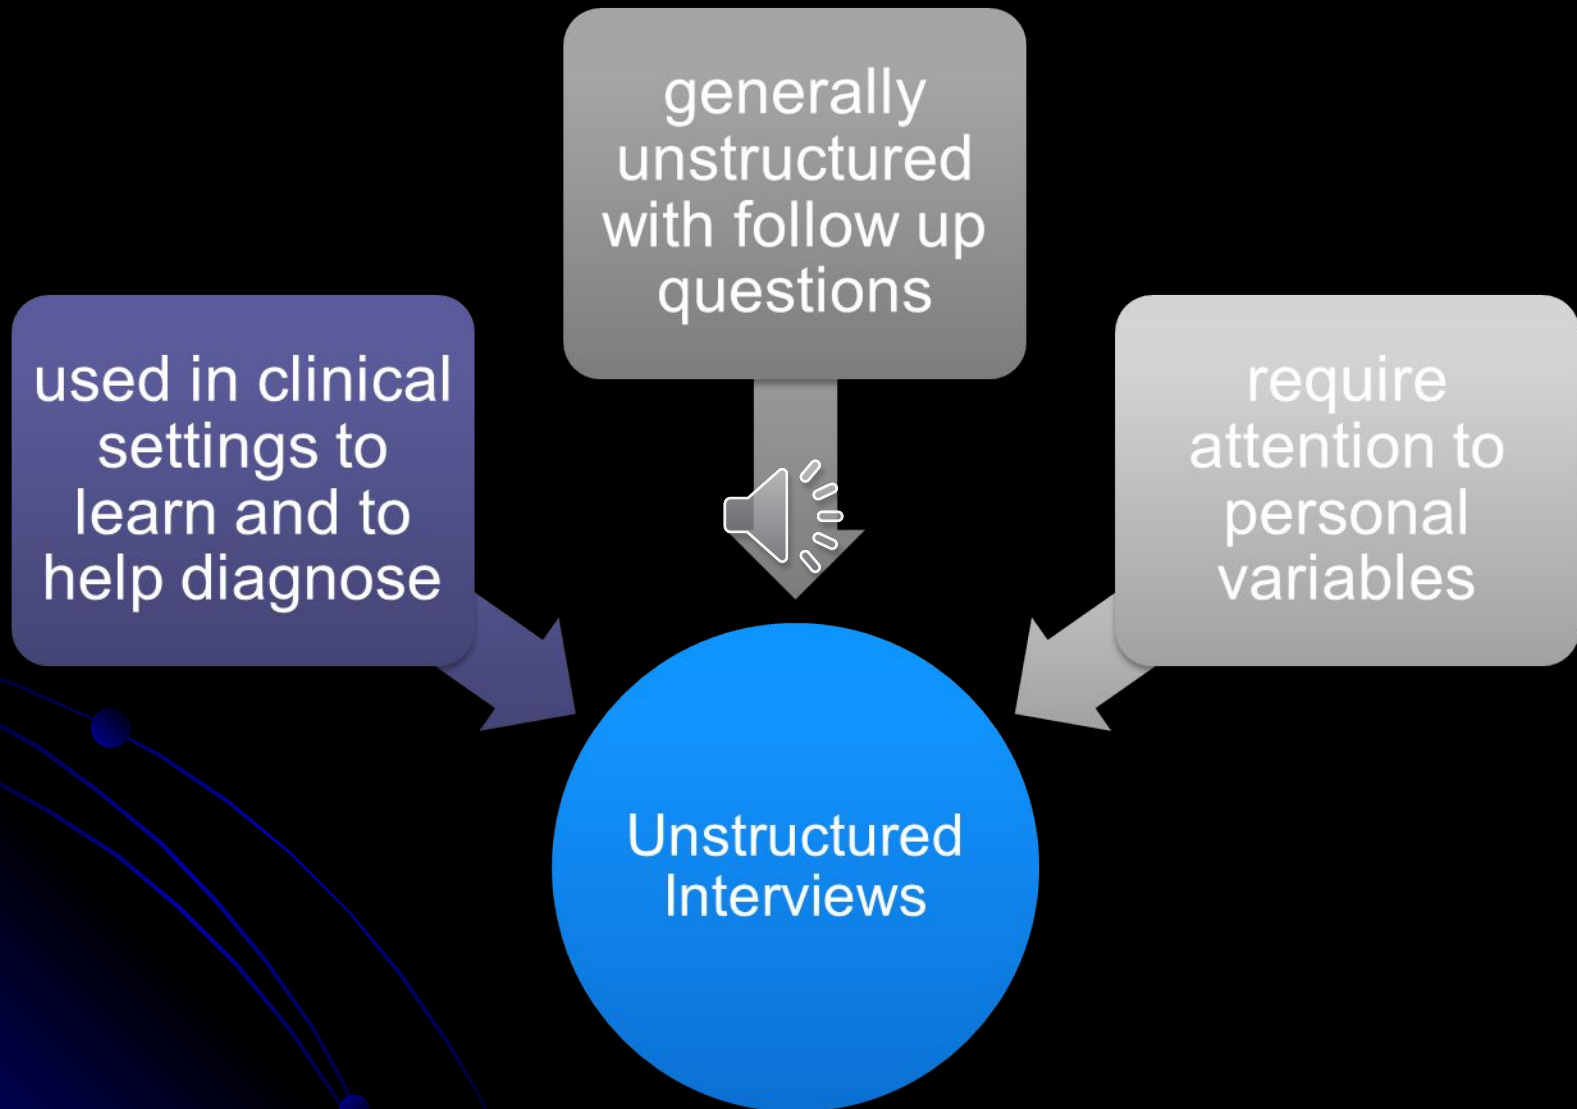 used in clinical
settings to
learn and to
help diagnose
generally
unstructured
with follow up
questions
require
attention to
personal
variables
Unstructured
Interviews